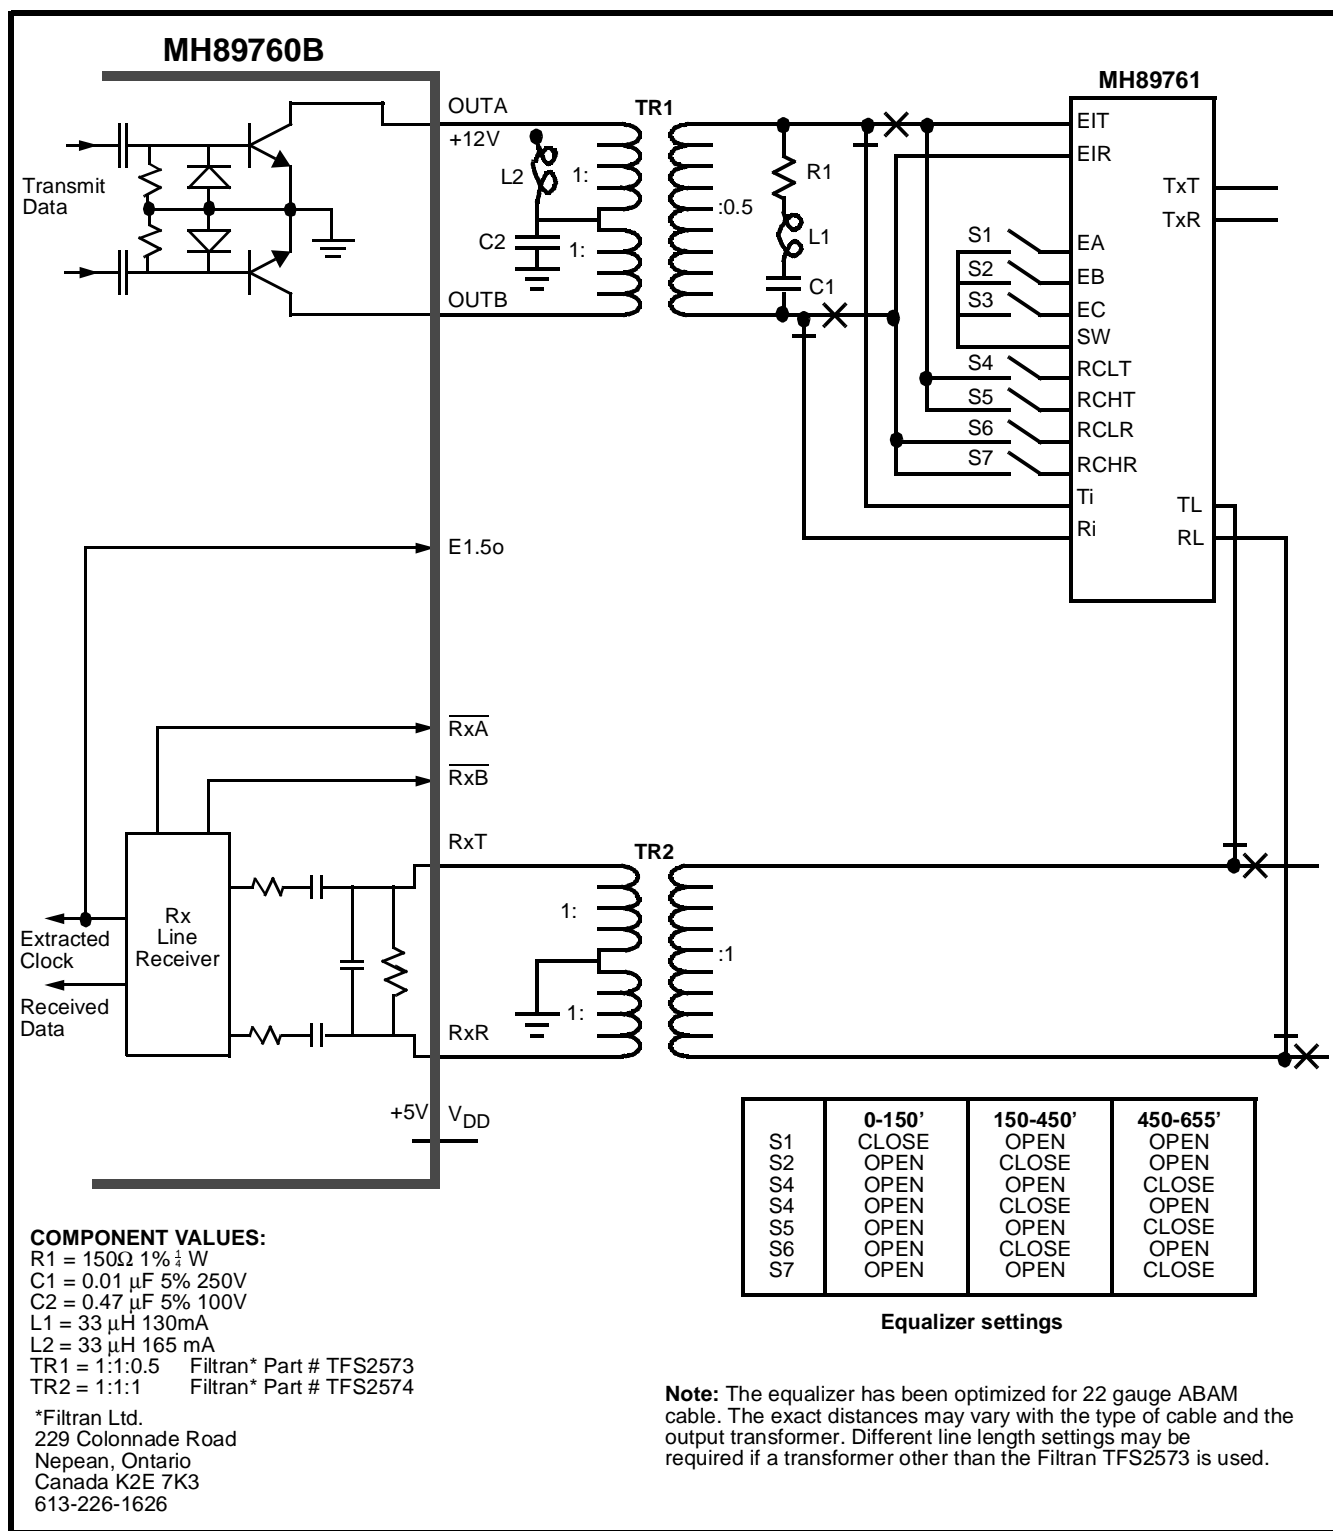 MH89760B
MH89761
OUTA
TR1
EIT
+12V
EIR
R1
Transmit
Data
L2
1:
TxT
:0.5
TxR
L1
S1
EA
C2
1:
S2
EB
C1
S3
EC
OUTB
SW
S4
RCLT
S5
RCHT
S6
RCLR
S7
RCHR
Ti
TL
Ri
RL
E1.5o
RxA
RxB
RxT
TR2
Rx
Line
Receiver
1:
Extracted
Clock
:1
Received
Data
1:
RxR
+5V
VDD
0-150' 150-450' 450-655'
S1 CLOSE OPEN OPEN
S2 OPEN CLOSE OPEN
S4 OPEN OPEN CLOSE
S4 OPEN CLOSE OPEN
S5 OPEN OPEN CLOSE
S6 OPEN CLOSE OPEN
S7 OPEN OPEN CLOSE
Equalizer settings
COMPONENT VALUES:
R1 = 150Ω 1% ¼ W
C1 = 0.01 μF 5% 250V
C2 = 0.47 μF 5% 100V
L1 = 33 μH 130mA
L2 = 33 μH 165 mA
TR1 = 1:1:0.5 Filtran* Part # TFS2573
TR2 = 1:1:1 Filtran* Part # TFS2574
*Filtran Ltd.
229 Colonnade Road
Nepean, Ontario
Canada K2E 7K3
613-226-1626
Note: The equalizer has been optimized for 22 gauge ABAM
cable. The exact distances may vary with the type of cable and the
output transformer. Different line length settings may be
required if a transformer other than the Filtran TFS2573 is used.